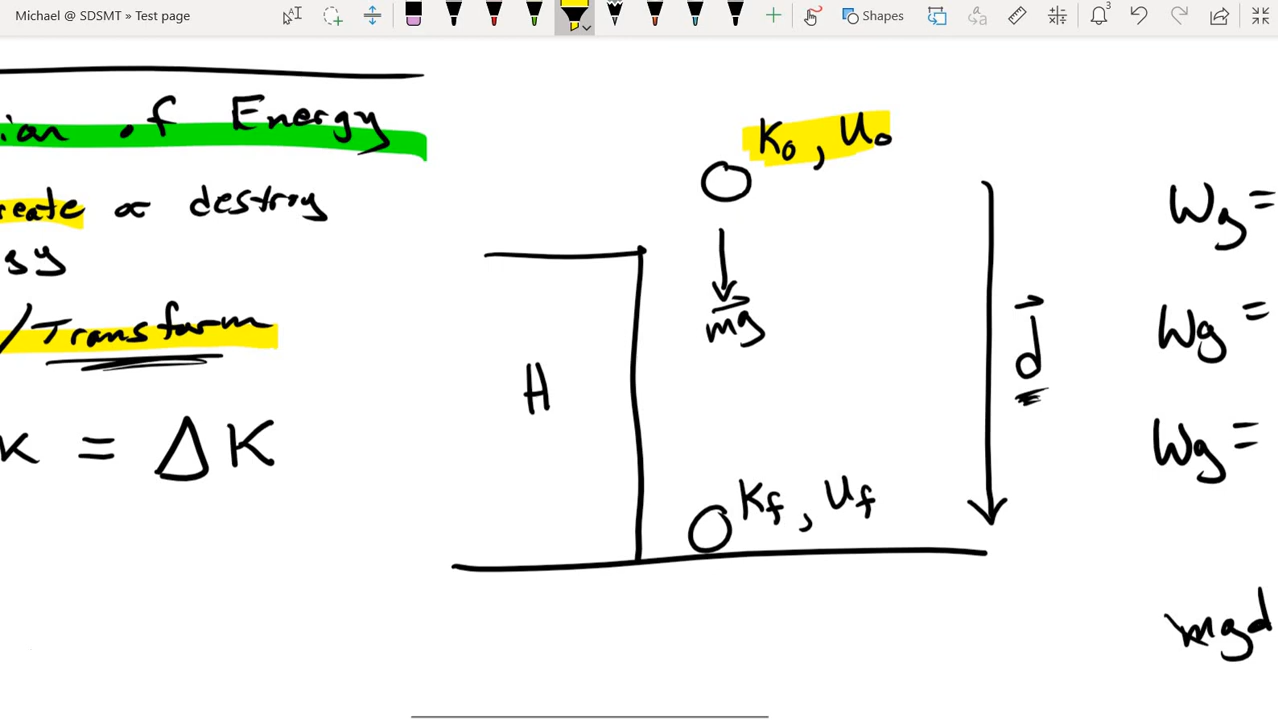 Michael @ SDSMT » Test page
Shapes
3
ion of Energy
K₀, U₀
reate or destroy
Wg =
gy
mg
d
Wg =
/Transform
H
K = ΔK
Wg =
Kf, Uf
mgd